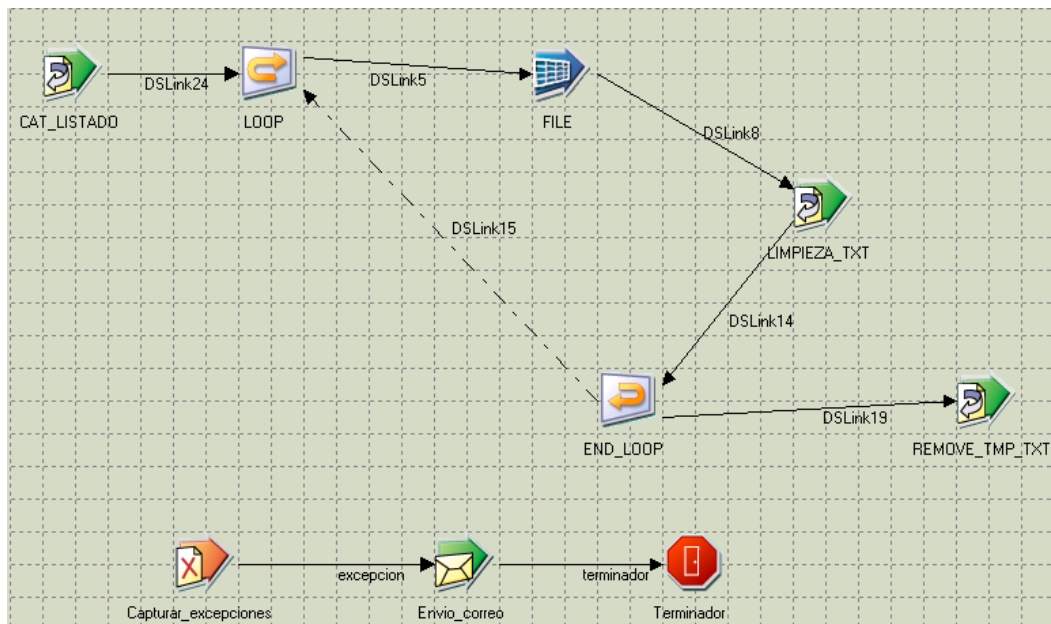 DSLink24
DSLink5
CAT_LISTADO
LOOP
FILE
DSLink8
DSLink15
LIMPIEZA_TXT
DSLink14
DSLink19
END_LOOP
REMOVE_TMP_TXT
excepcion
terminador
Capturar_excepciones
Envio_correo
Terminador